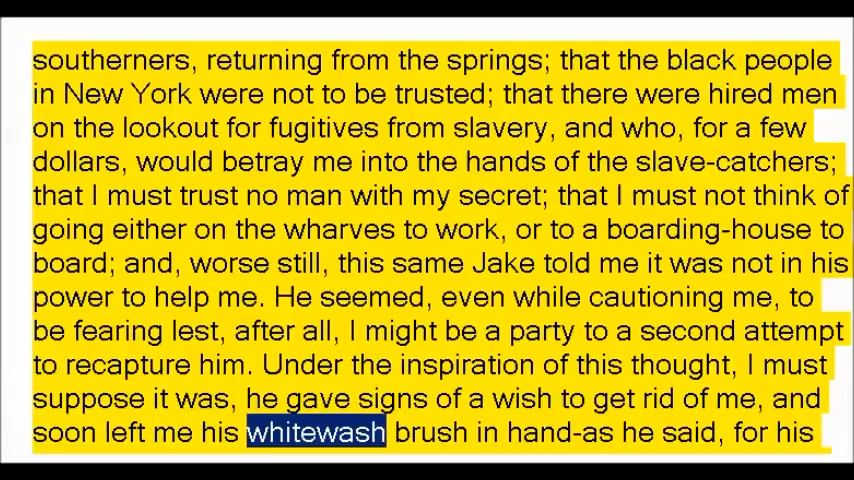 southerners, returning from the springs; that the black people
in New York were not to be trusted; that there were hired men
on the lookout for fugitives from slavery, and who, for a few
dollars, would betray me into the hands of the slave-catchers;
that I must trust no man with my secret; that I must not think of
going either on the wharves to work, or to a boarding-house to
board; and, worse still, this same Jake told me it was not in his
power to help me. He seemed, even while cautioning me, to
be fearing lest, after all, I might be a party to a second attempt
to recapture him. Under the inspiration of this thought, I must
suppose it was, he gave signs of a wish to get rid of me, and
soon left me his whitewash brush in hand-as he said, for his